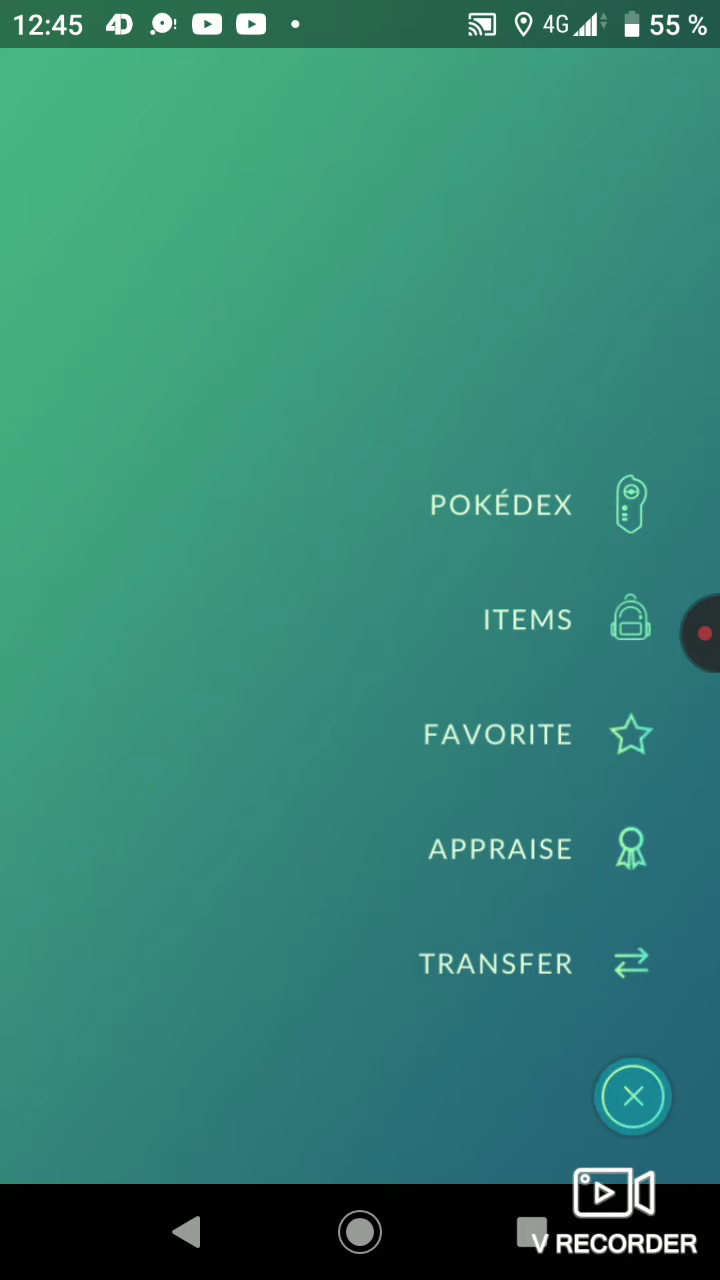 12:45 4G 55 %
POKÉDEX
ITEMS
FAVORITE
APPRAISE
TRANSFER
V RECORDER